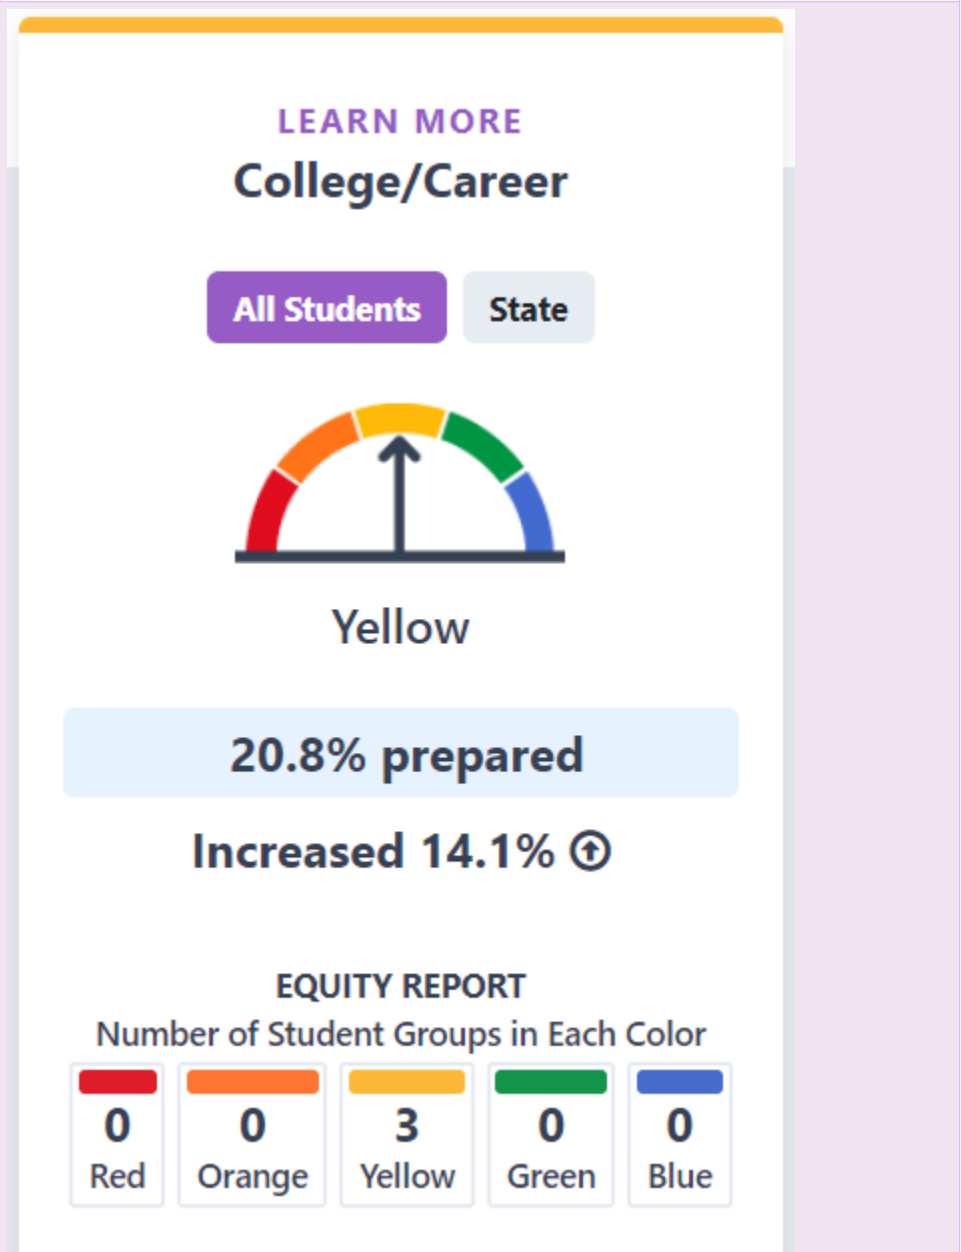 LEARN MORE
College/Career
All Students State
Yellow
20.8% prepared
Increased 14.1%
EQUITY REPORT
Number of Student Groups in Each Color
0 0 3 0 0
Red Orange Yellow Green Blue